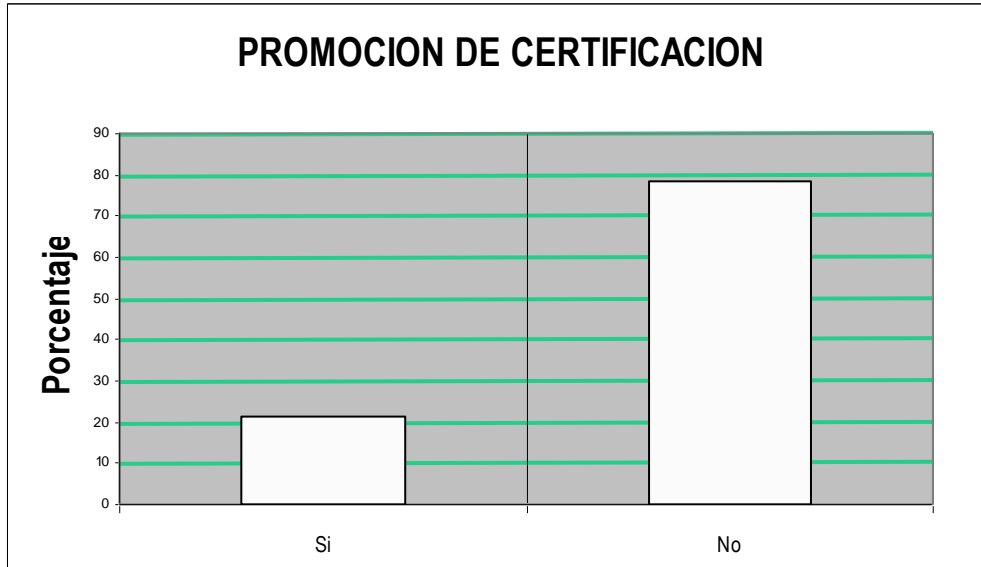 PROMOCION DE CERTIFICACION
Porcentaje
90
80
70
60
50
40
30
20
10
0
Si
No